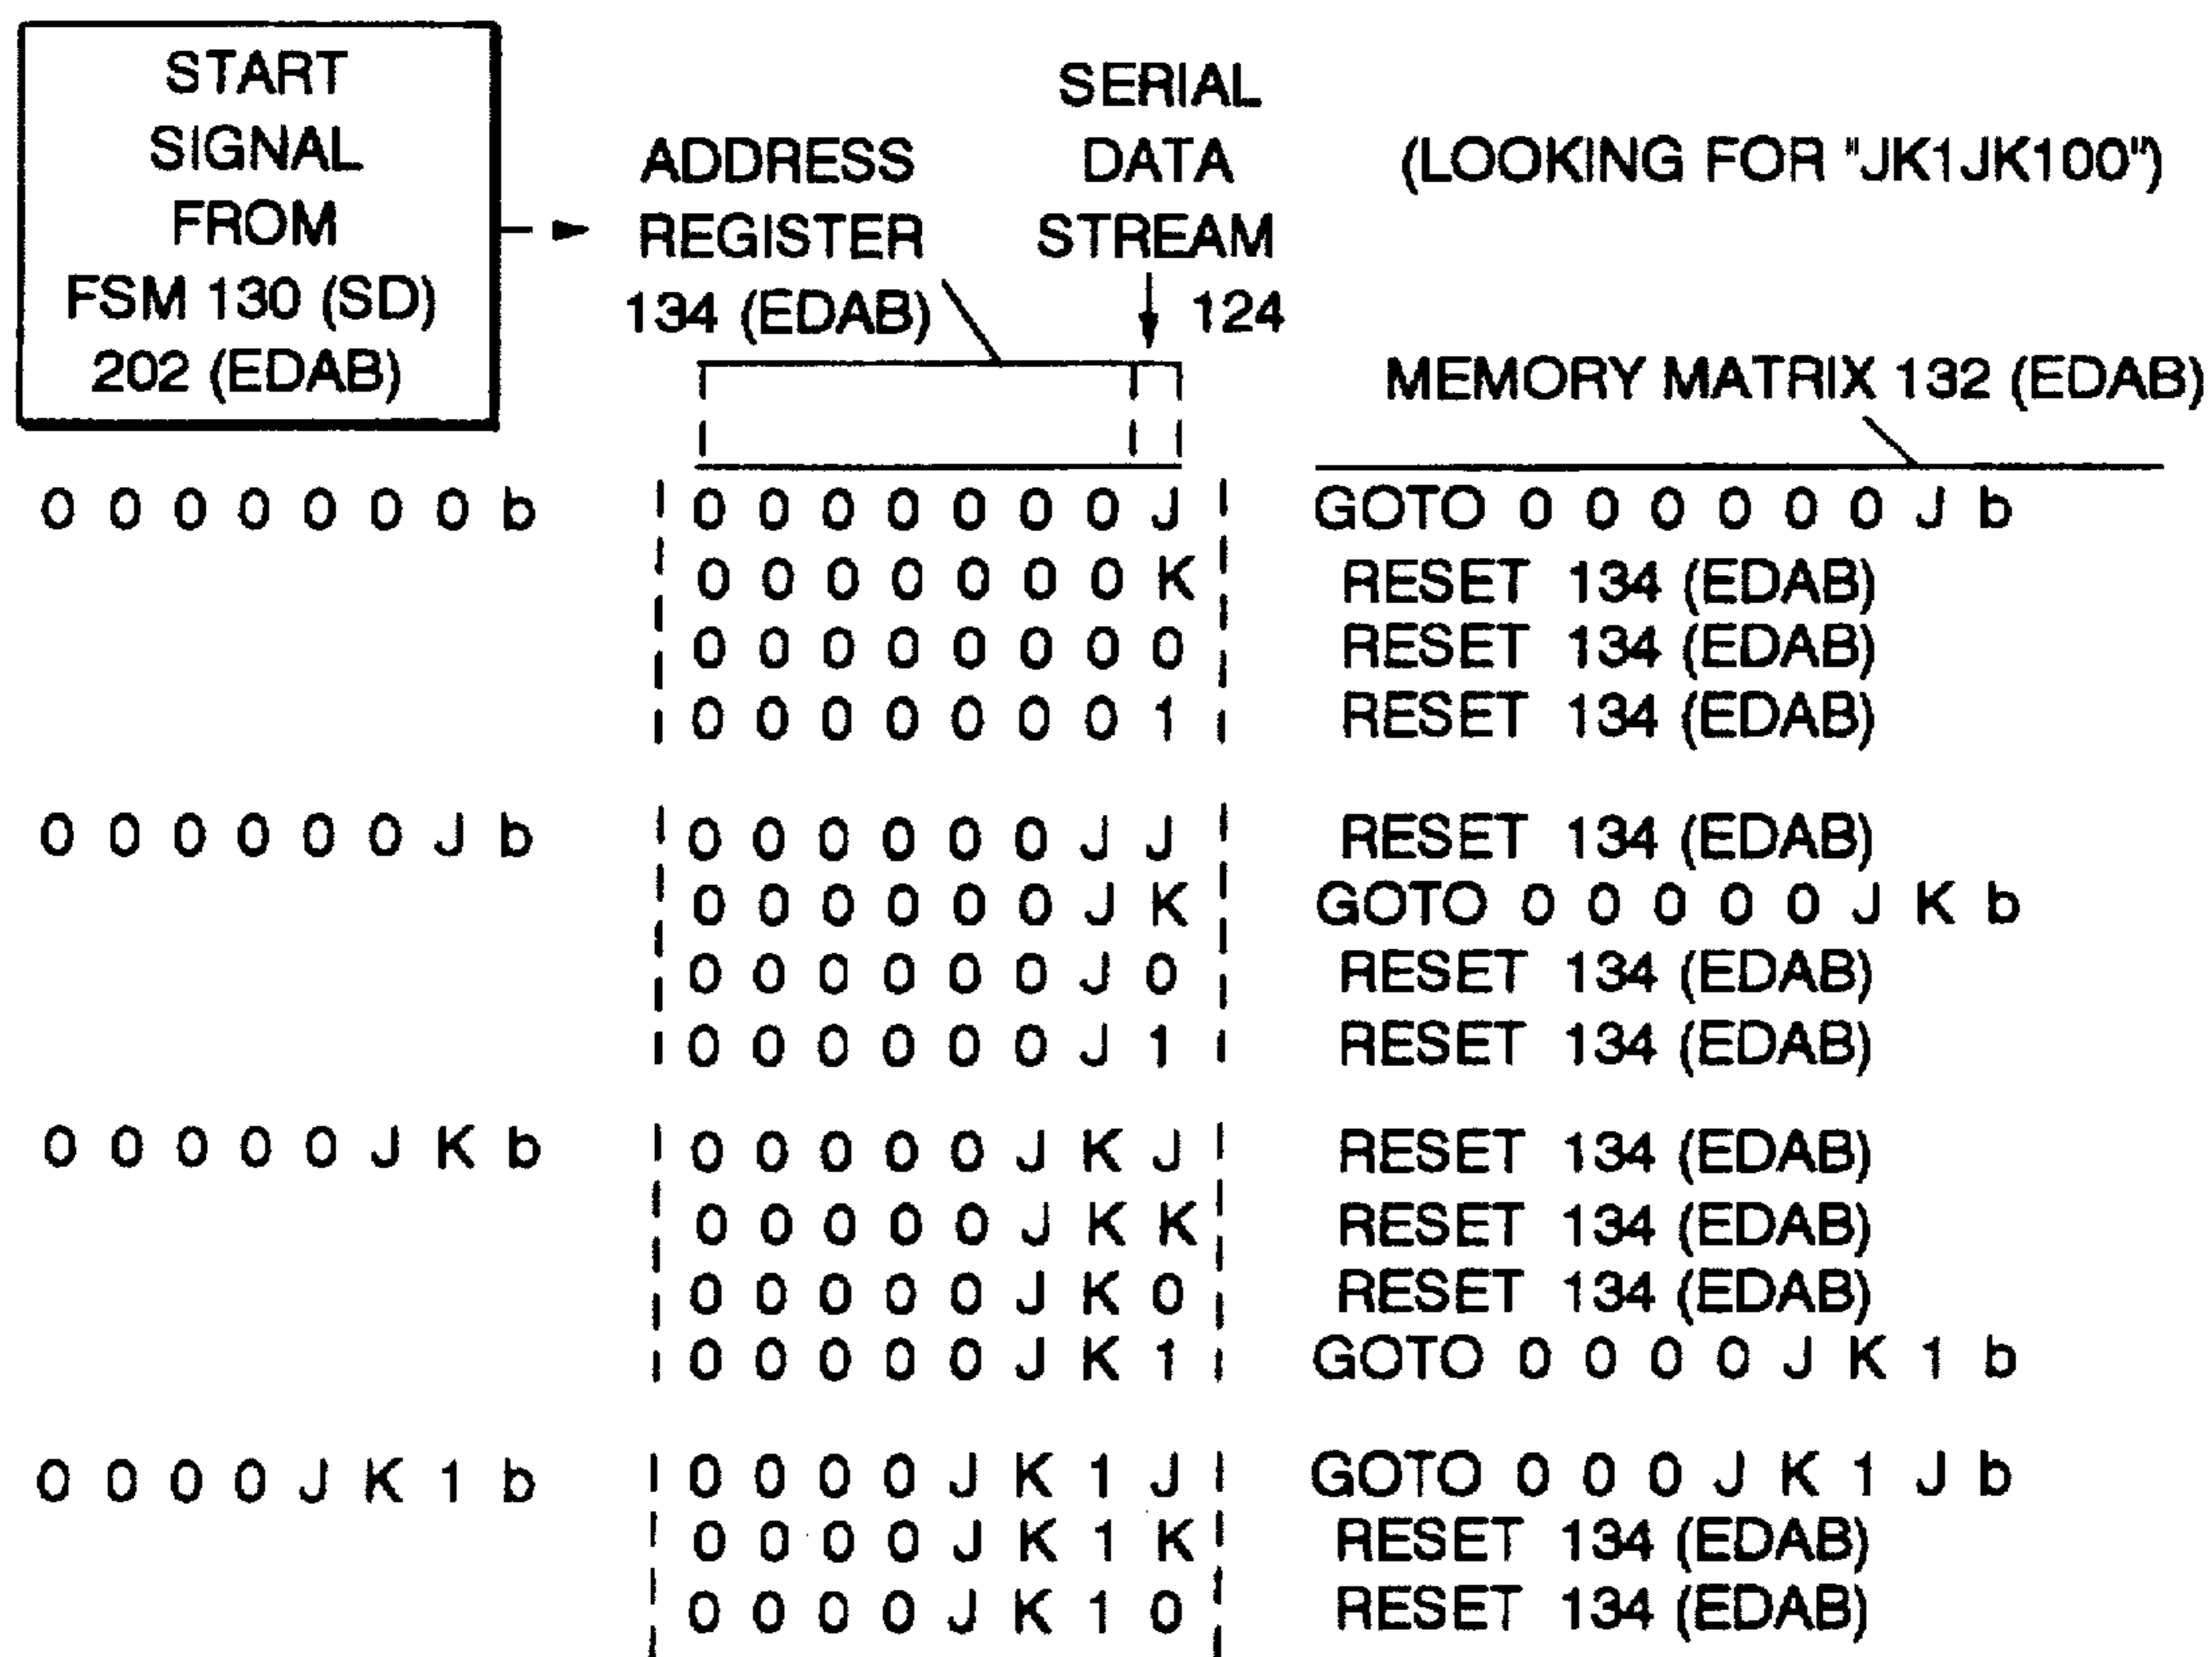 START
SIGNAL
FROM
FSM 130 (SD)
202 (EDAB)
ADDRESS
REGISTER
134 (EDAB)
SERIAL
DATA
STREAM
124
(LOOKING FOR "JK1JK100")
MEMORY MATRIX 132 (EDAB)
0 0 0 0 0 0 0 b 0 0 0 0 0 0 0 J GOTO 0 0 0 0 0 0 J b
0 0 0 0 0 0 0 K RESET 134 (EDAB)
0 0 0 0 0 0 0 0 RESET 134 (EDAB)
0 0 0 0 0 0 0 1 RESET 134 (EDAB)
0 0 0 0 0 0 J b 0 0 0 0 0 0 J J RESET 134 (EDAB)
0 0 0 0 0 0 J K GOTO 0 0 0 0 0 J K b
0 0 0 0 0 0 J 0 RESET 134 (EDAB)
0 0 0 0 0 0 J 1 RESET 134 (EDAB)
0 0 0 0 0 J K b 0 0 0 0 0 J K J RESET 134 (EDAB)
0 0 0 0 0 J K K RESET 134 (EDAB)
0 0 0 0 0 J K 0 RESET 134 (EDAB)
0 0 0 0 0 J K 1 GOTO 0 0 0 0 J K 1 b
0 0 0 0 J K 1 b 0 0 0 0 J K 1 J GOTO 0 0 0 J K 1 J b
0 0 0 0 J K 1 K RESET 134 (EDAB)
0 0 0 0 J K 1 0 RESET 134 (EDAB)